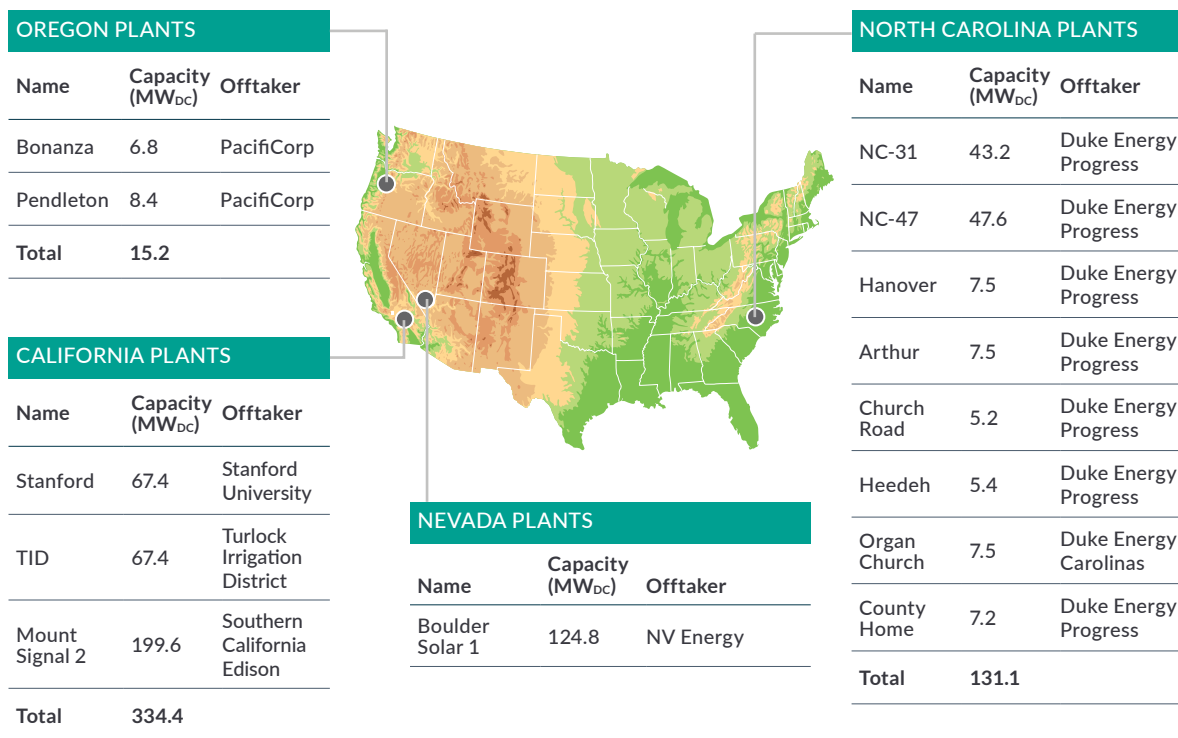 OREGON PLANTS
Name Capacity (MWDC) Offtaker
Bonanza 6.8 PacifiCorp
Pendleton 8.4 PacifiCorp
Total 15.2
CALIFORNIA PLANTS
Name Capacity (MWDC) Offtaker
Stanford 67.4 Stanford University
TID 67.4 Turlock Irrigation District
Mount Signal 2 199.6 Southern California Edison
Total 334.4
NEVADA PLANTS
Name Capacity (MWDC) Offtaker
Boulder Solar 1 124.8 NV Energy
NORTH CAROLINA PLANTS
Name Capacity (MWDC) Offtaker
NC-31 43.2 Duke Energy Progress
NC-47 47.6 Duke Energy Progress
Hanover 7.5 Duke Energy Progress
Arthur 7.5 Duke Energy Progress
Church Road 5.2 Duke Energy Progress
Heedeh 5.4 Duke Energy Progress
Organ Church 7.5 Duke Energy Carolinas
County Home 7.2 Duke Energy Progress
Total 131.1